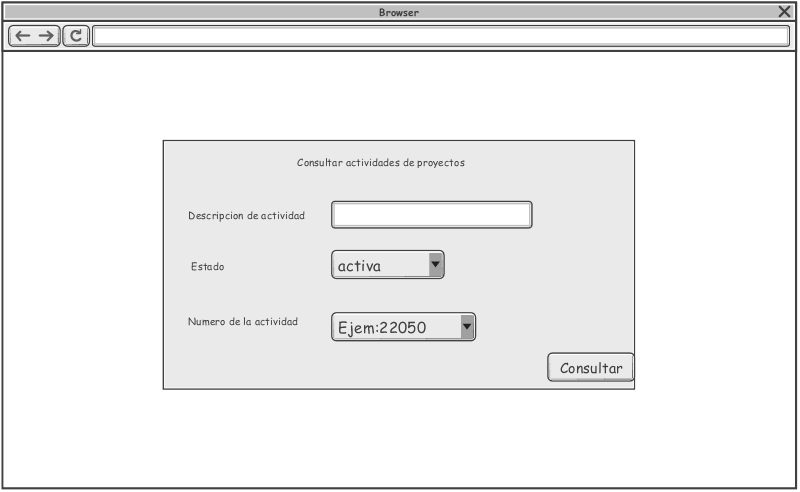 Browser
Consultar actividades de proyectos
Descripcion de actividad
Estado
activa
Numero de la actividad
Ejem:22050
Consultar